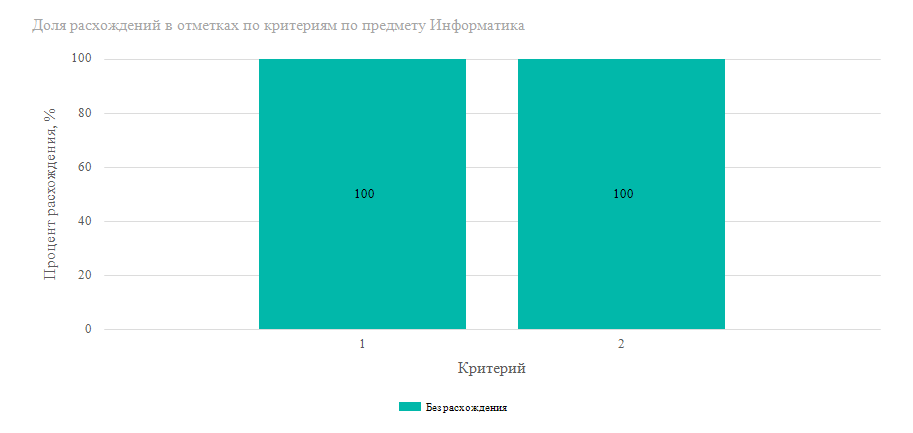 Доля расхождений в отметках по критериям по предмету Информатика
Процент расхождения, %
100
80
60
40
20
0
100
100
1
2
Критерий
Без расхождения